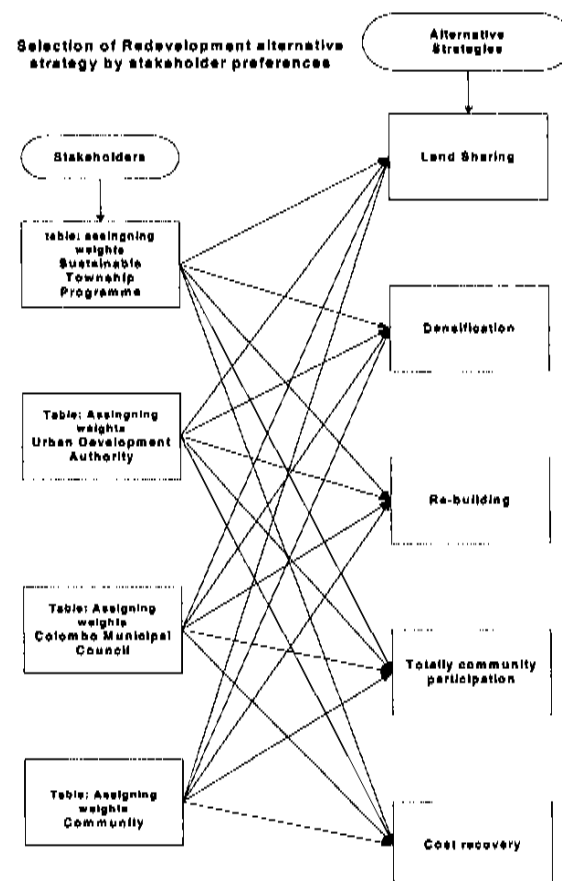 Selection of Redevelopment alternative
strategy by stakeholder preferences
Alternative
Strategies
Stakeholders
Land Sharing
table: assigning
weights
Sustainable
Township
Programme
Densification
Table: Assigning
weights
Urban Development
Authority
Re-building
Table: Assigning
weights
Colombo Municipal
Council
Totally community
participation
Table: Assigning
weights
Community
Cost recovery